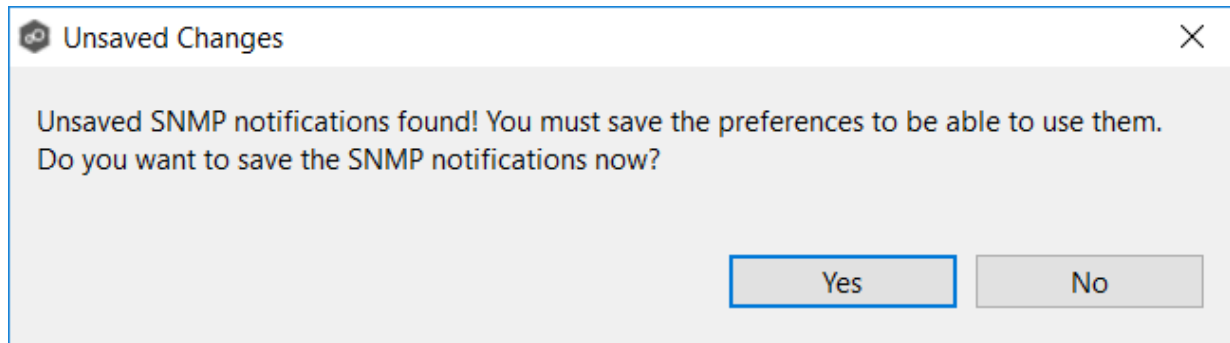 Unsaved Changes
Unsaved SNMP notifications found! You must save the preferences to be able to use them.
Do you want to save the SNMP notifications now?
Yes
No